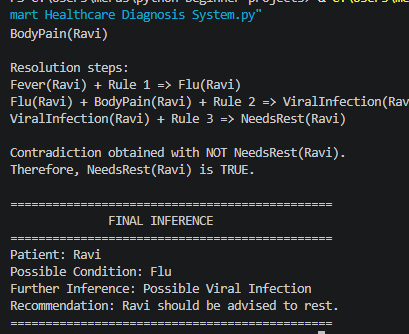 mart Healthcare Diagnosis System.py"
BodyPain(Ravi)
Resolution steps:
Fever(Ravi) + Rule 1 => Flu(Ravi)
Flu(Ravi) + BodyPain(Ravi) + Rule 2 => ViralInfection(Rav
ViralInfection(Ravi) + Rule 3 => NeedsRest(Ravi)
Contradiction obtained with NOT NeedsRest(Ravi).
Therefore, NeedsRest(Ravi) is TRUE.
================================================
FINAL INFERENCE
================================================
Patient: Ravi
Possible Condition: Flu
Further Inference: Possible Viral Infection
Recommendation: Ravi should be advised to rest.
================================================